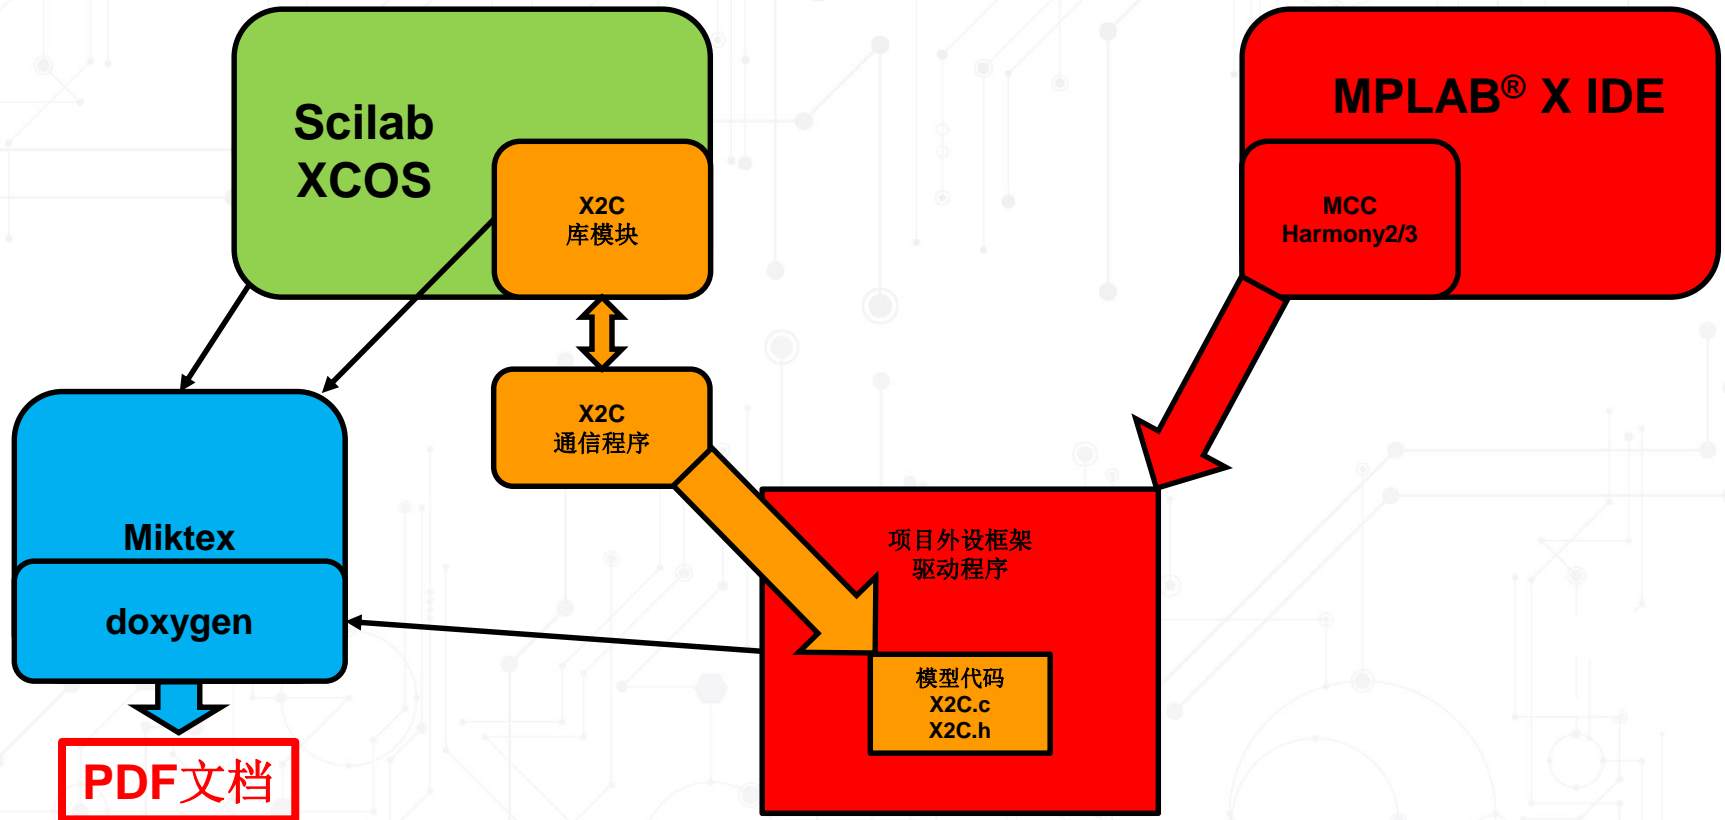 Scilab
XCOS
X2C
库模块
MPLAB® X IDE
MCC
Harmony2/3
X2C
通信程序
Miktex
doxygen
项目外设框架
驱动程序
模型代码
X2C.c
X2C.h
PDF文档